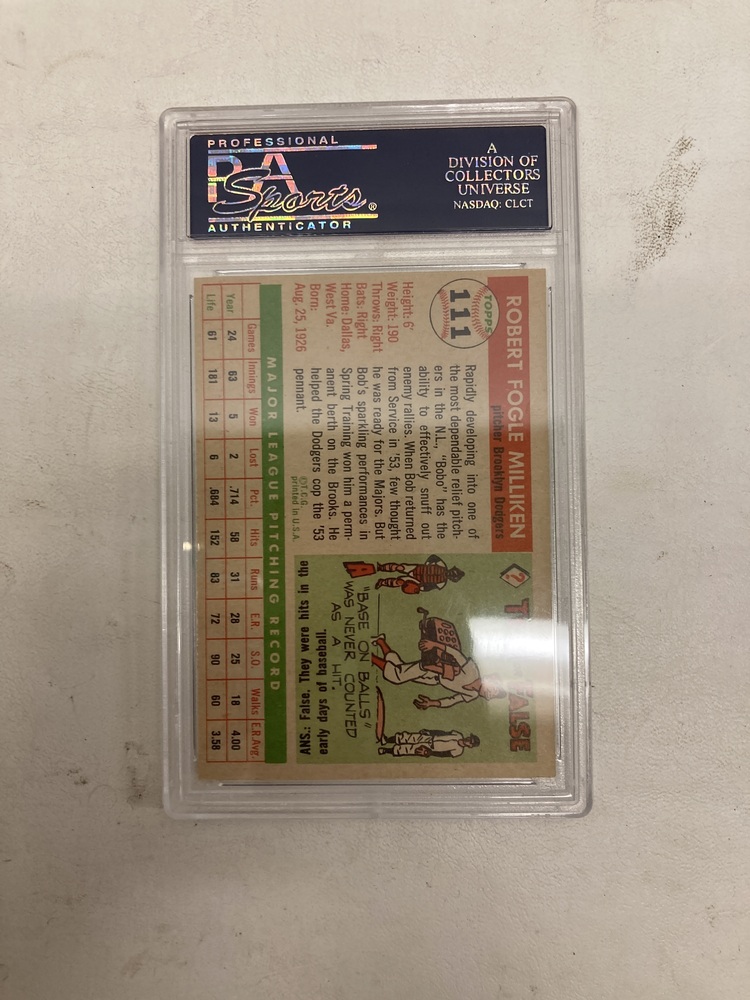 PROFESSIONAL
PSA
Sports®
AUTHENTICATOR
A
DIVISION OF
COLLECTORS
UNIVERSE
NASDAQ: CLCT
TOPPS
111
ROBERT FOGLE MILLIKEN
pitcher Brooklyn Dodgers
Height: 6'
Weight: 190
Throws: Right
Bats: Right
Home: Dallas,
West Va.
Born:
Aug. 25, 1926
Rapidly developing into one of
the most dependable relief pitch-
ers in the N.L., "Bobo" has the
ability to effectively snuff out
enemy rallies. When Bob returned
from Service in '53, few thought
he was ready for the Majors. But
Bob's sparkling performances in
Spring Training won him a perm-
anent berth on the Brooks. He
helped the Dodgers cop the '53
pennant.
©T.C.G.
printed in U.S.A.
?
"BASE ON BALLS"
WAS NEVER COUNTED
AS A HIT.
ANS.: False. They were hits in the
early days of baseball.
MAJOR LEAGUE PITCHING RECORD
Games Innings Won Lost Pct. Hits Runs E.R. S.O. Walks E.R.Avg.
Year 24 63 5 2 .714 58 31 28 25 18 4.00
Life 61 181 13 6 .684 152 83 72 90 60 3.58